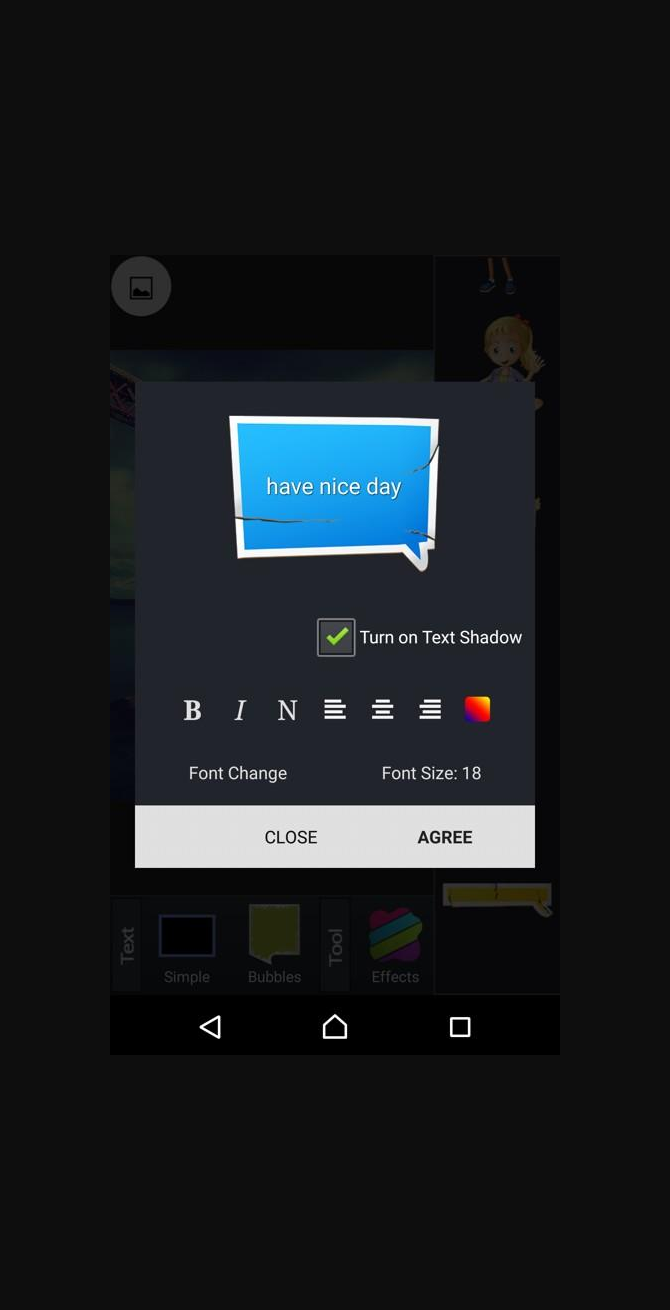 have nice day
Turn on Text Shadow
B I N
Font Change
Font Size: 18
CLOSE
AGREE
Text
Simple
Bubbles
Tool
Effects